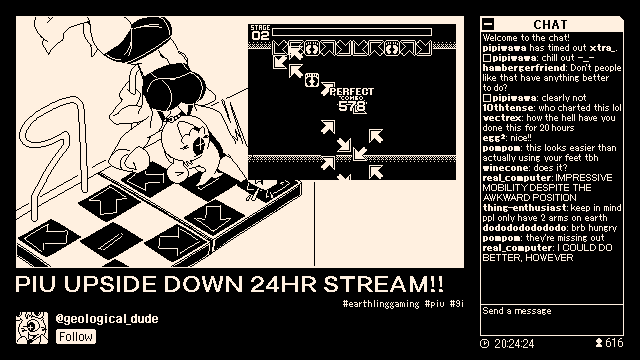 STAGE
02
PERFECT
COMBO
578
PIU UPSIDE DOWN 24HR STREAM!!
#earthlinggaming #piu #9i
@geological_dude
Follow
CHAT
Welcome to the chat!
pipiwawa has timed out xtra_.
pipiwawa: chill out -_-
hambergerfriend: Don't people
like that have anything better
to do?
pipiwawa: clearly not
10thtense: who charted this lol
vectrex: how the hell have you
done this for 20 hours
egg²: nice!!
pompom: this looks easier than
actually using your feet tbh
winecone: does it?
real_computer: IMPRESSIVE
MOBILITY DESPITE THE
AWKWARD POSITION
thing-enthusiast: keep in mind
ppl only have 2 arms on earth
dodododododododo: brb hungry
pompom: they're missing out
real_computer: I COULD DO
BETTER, HOWEVER
Send a message
20:24:24
616